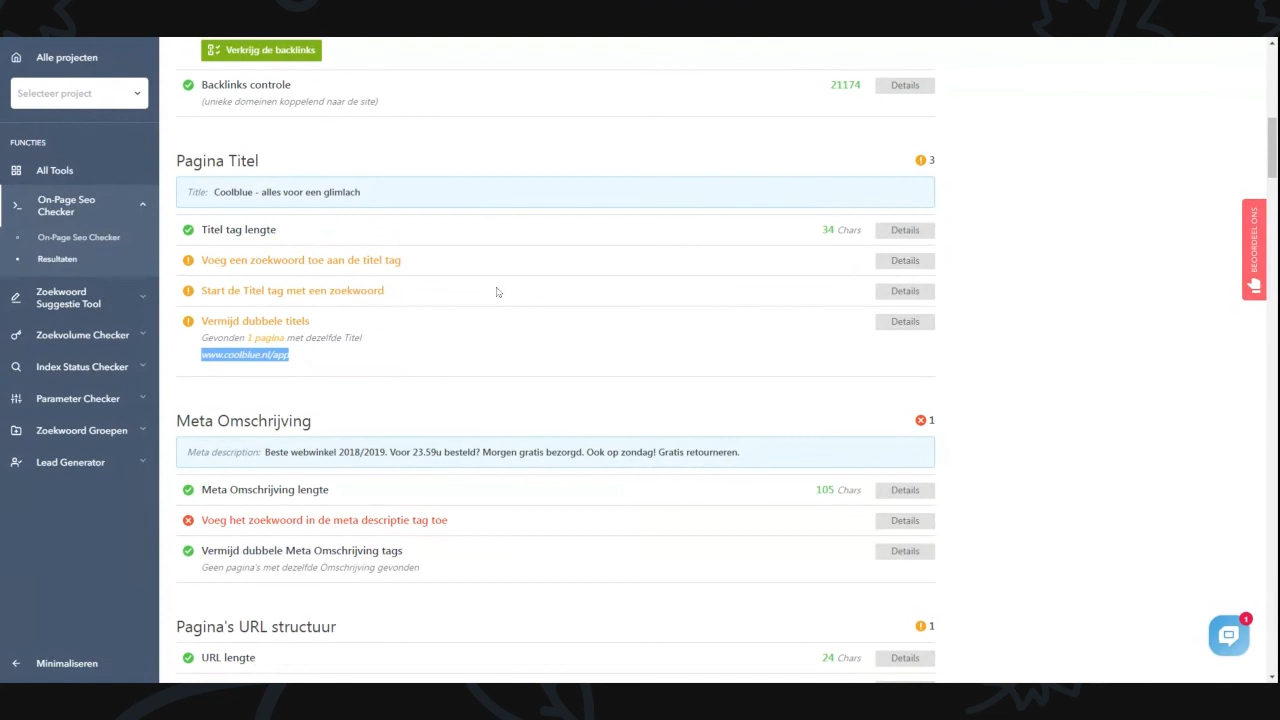 Alle projecten
Selecteer project
FUNCTIES
All Tools
On-Page Seo
Checker
On-Page Seo Checker
Resultaten
Zoekwoord
Suggestie Tool
Zoekvolume Checker
Index Status Checker
Parameter Checker
Zoekwoord Groepen
Lead Generator
Minimaliseren
Verkrijg de backlinks
Backlinks controle 21174 Details
(unieke domeinen koppelend naar de site)
Pagina Titel 3
Title: Coolblue - alles voor een glimlach
Titel tag lengte 34 Chars Details
Voeg een zoekwoord toe aan de titel tag Details
Start de Titel tag met een zoekwoord Details
Vermijd dubbele titels Details
Gevonden 1 pagina met dezelfde Titel
www.coolblue.nl/app
Meta Omschrijving 1
Meta description: Beste webwinkel 2018/2019. Voor 23.59u besteld? Morgen gratis bezorgd. Ook op zondag! Gratis retourneren.
Meta Omschrijving lengte 105 Chars Details
Voeg het zoekwoord in de meta descriptie tag toe Details
Vermijd dubbele Meta Omschrijving tags Details
Geen pagina's met dezelfde Omschrijving gevonden
Pagina's URL structuur 1
URL lengte 24 Chars Details
BEOORDEEL ONS
1